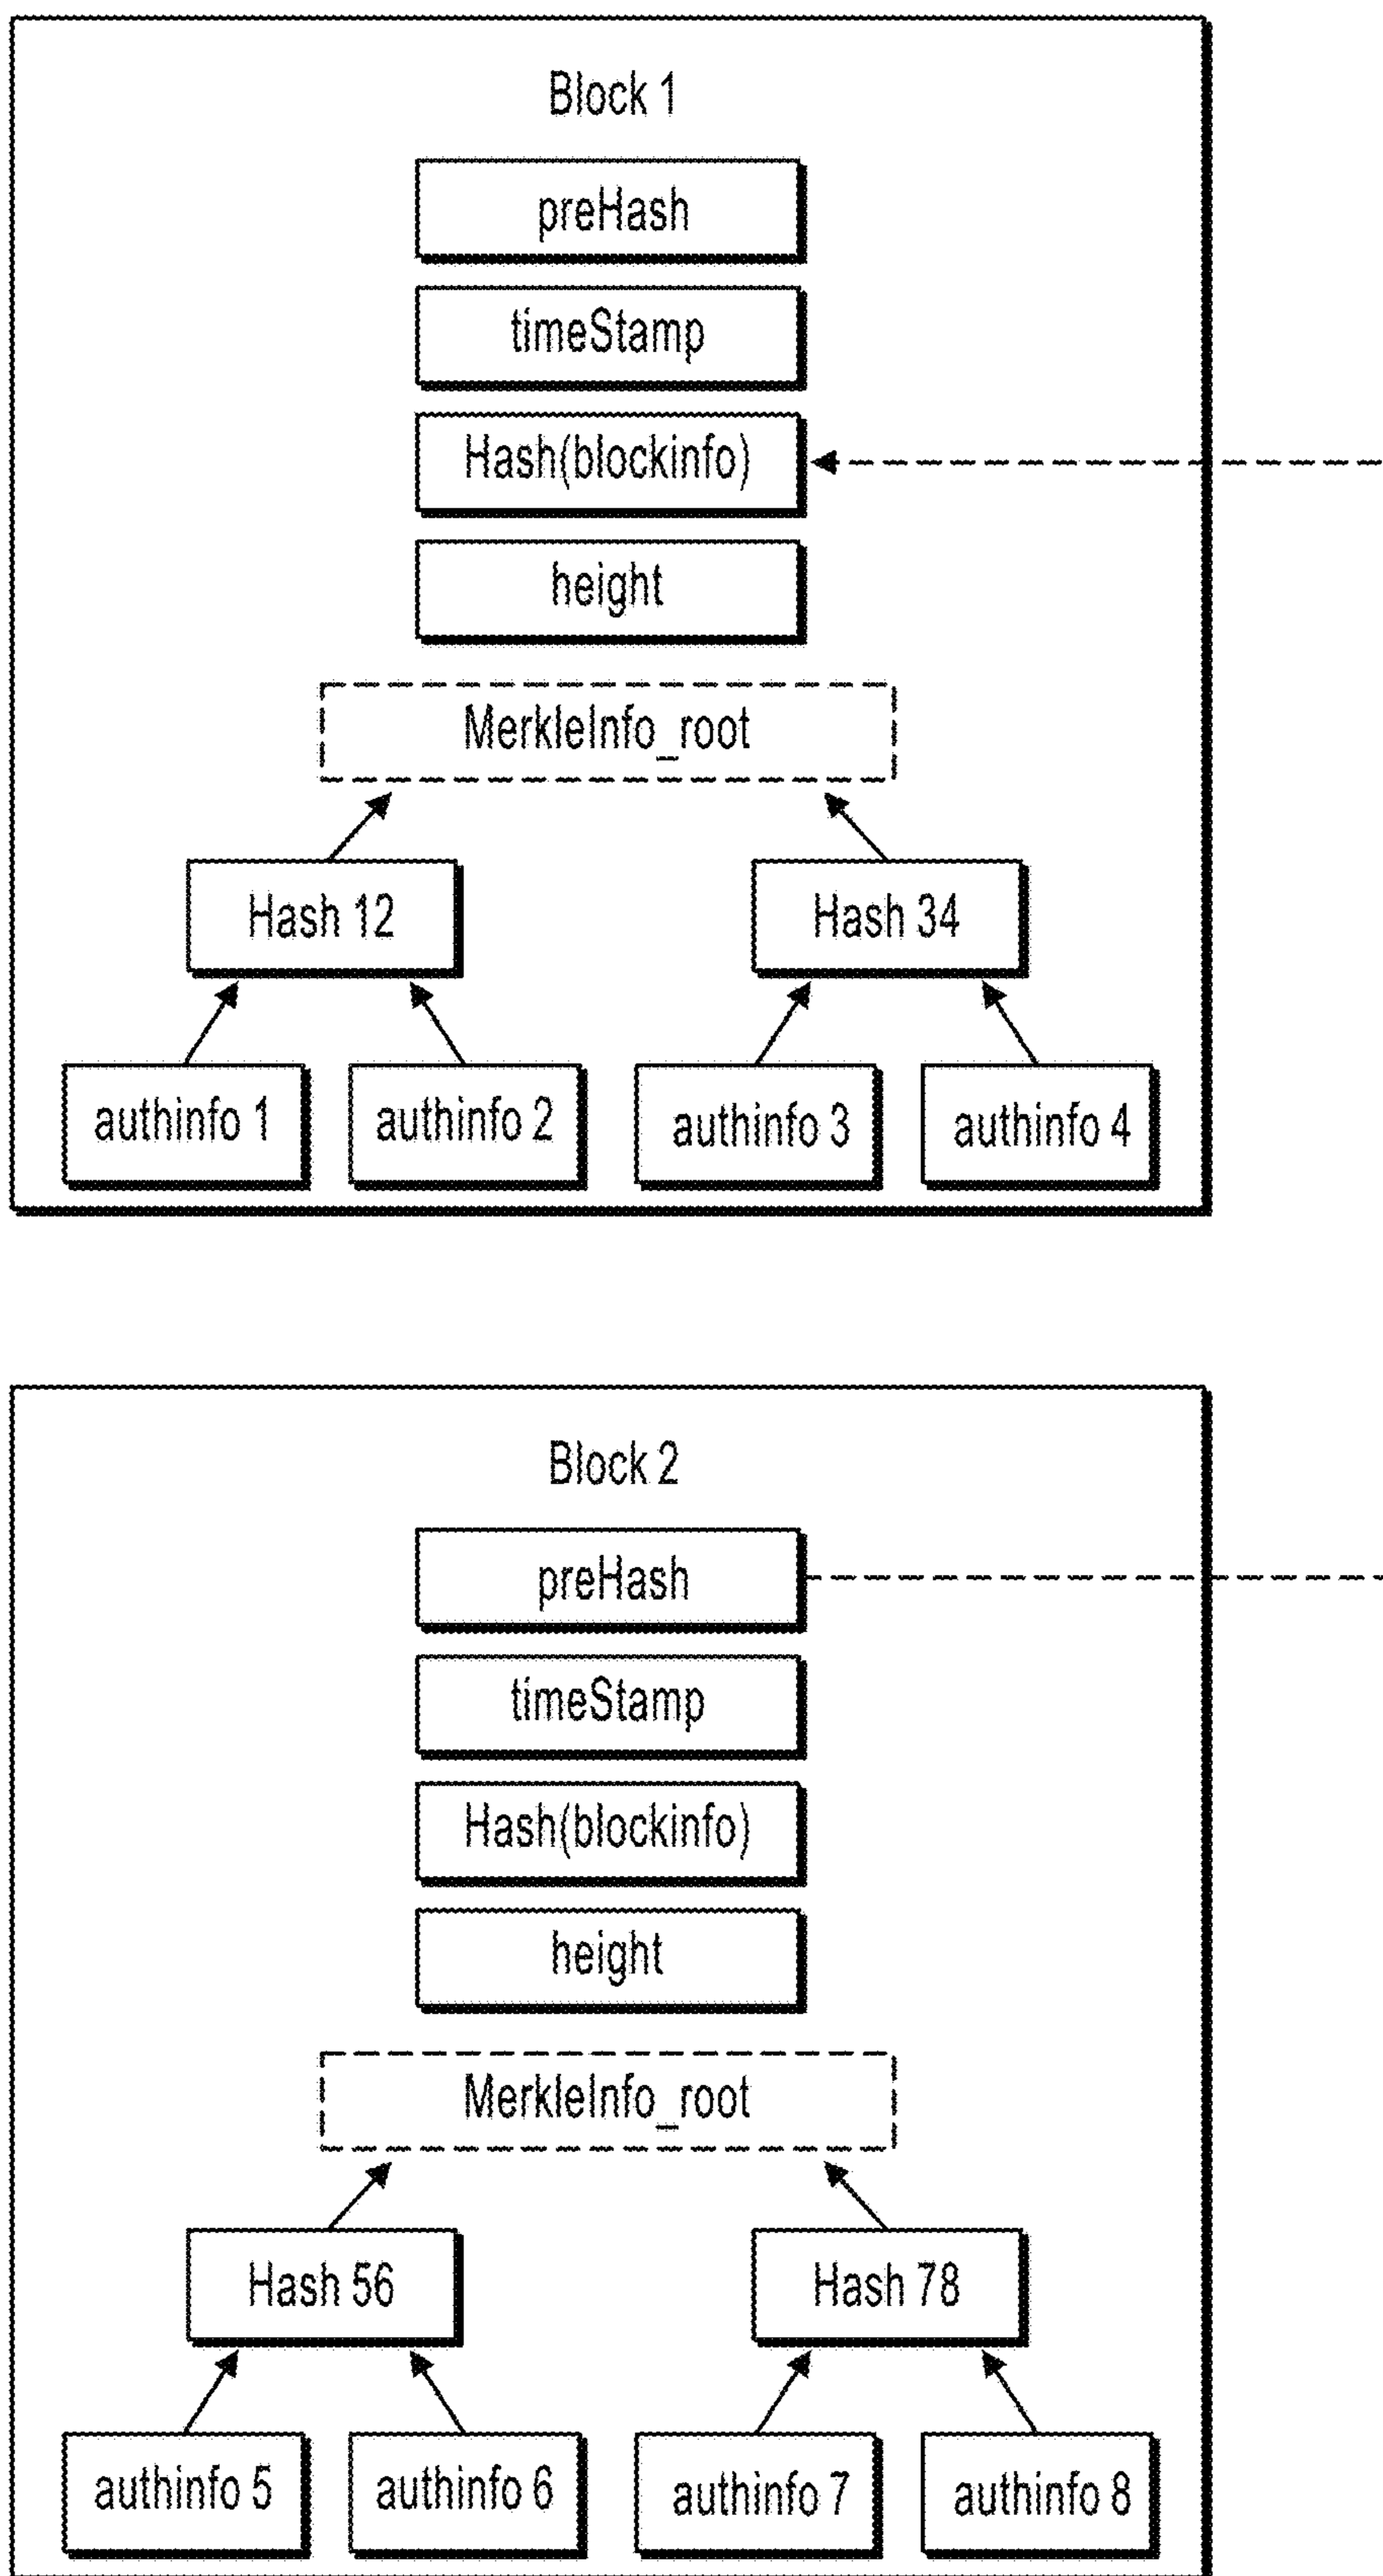 Block 1
preHash
timeStamp
Hash(blockinfo)
height
MerkleInfo_root
Hash 12
Hash 34
authinfo 1
authinfo 2
authinfo 3
authinfo 4
Block 2
preHash
timeStamp
Hash(blockinfo)
height
MerkleInfo_root
Hash 56
Hash 78
authinfo 5
authinfo 6
authinfo 7
authinfo 8